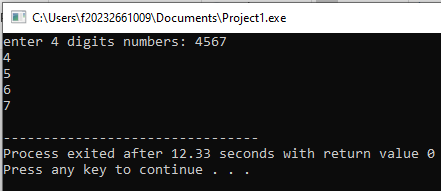 C:\Users\f20232661009\Documents\Project1.exe
enter 4 digits numbers: 4567
4
5
6
7
--------------------------------
Process exited after 12.33 seconds with return value 0
Press any key to continue . . .